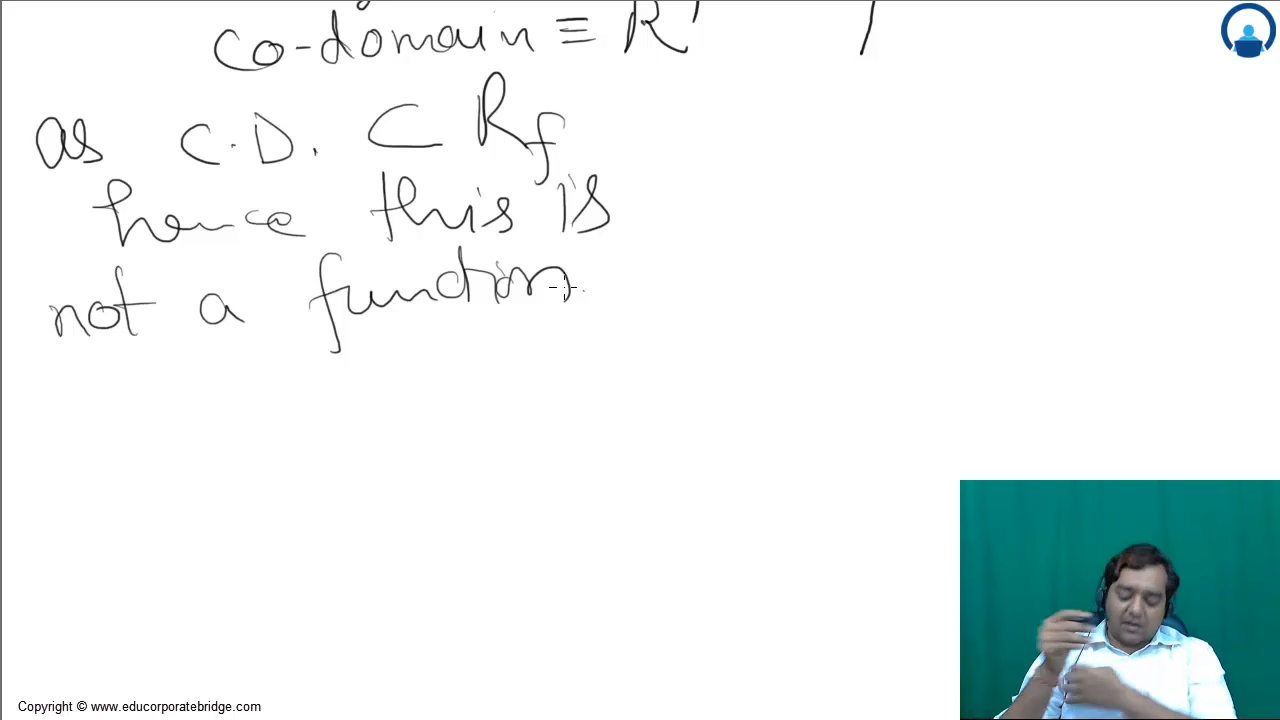 co-domain ≡ R'
as C.D. ⊂ Rf
hence this is
not a function.
Copyright © www.educorporatebridge.com